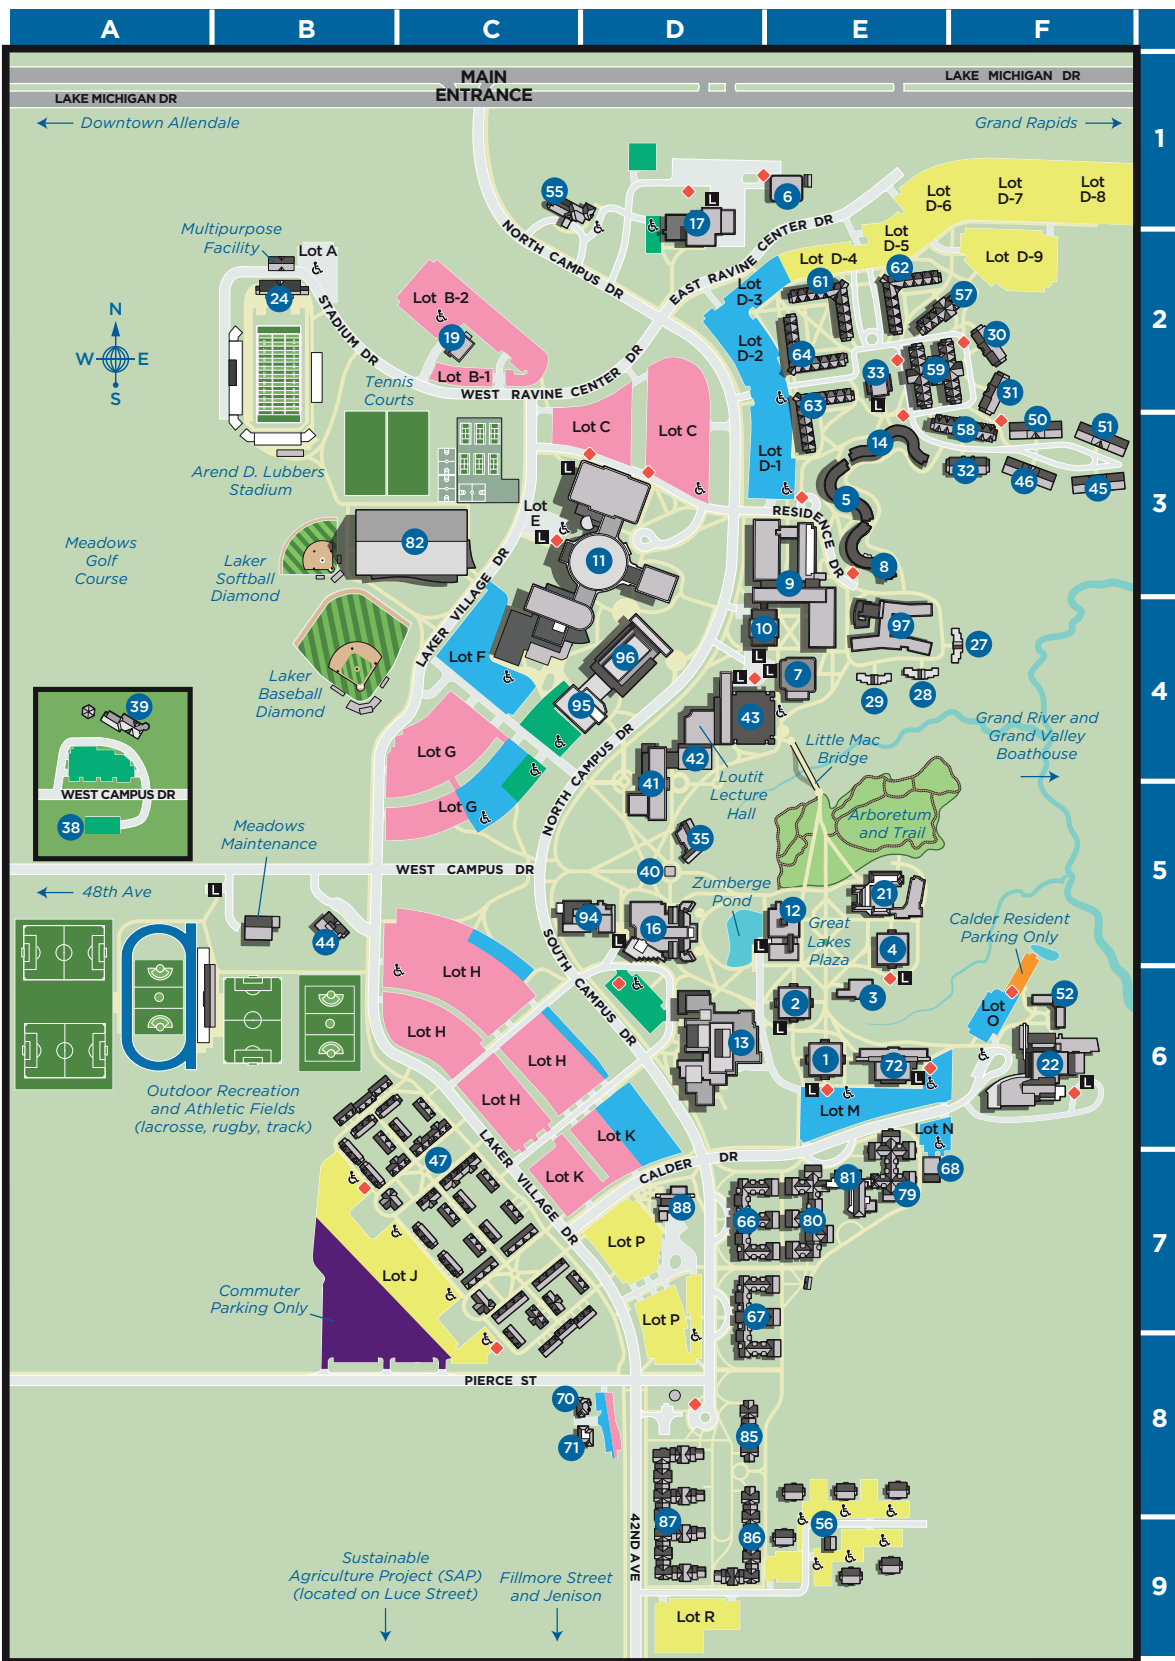 A
B
C
D
E
F
MAIN
ENTRANCE
LAKE MICHIGAN DR
LAKE MICHIGAN DR
Downtown Allendale
Grand Rapids
1
55
6
17
L
Lot
D-6
Lot
D-7
Lot
D-8
NORTH CAMPUS DR
EAST RAVINE CENTER DR
Multipurpose
Facility
Lot A
24
STADIUM DR
Lot B-2
19
Lot B-1
WEST RAVINE CENTER DR
Lot
D-5
Lot D-4
Lot D-9
Lot
D-3
61
62
57
Lot
D-2
64
30
33
59
31
L
63
2
N
W
E
S
Tennis
Courts
Lot C
Lot C
14
58
50
51
32
46
45
Lot
D-1
5
RESIDENCE DR
8
Arend D. Lubbers
Stadium
L
Lot
E
L
11
9
3
Meadows
Golf
Course
Laker
Softball
Diamond
82
LAKER VILLAGE DR
Lot F
96
95
10
97
27
L
L
7
29
28
43
Laker
Baseball
Diamond
39
WEST CAMPUS DR
38
Lot G
Lot G
NORTH CAMPUS DR
42
41
Loutit
Lecture
Hall
Little Mac
Bridge
Grand River and
Grand Valley
Boathouse
4
Meadows
Maintenance
WEST CAMPUS DR
48th Ave
L
44
35
40
Zumberge
Pond
Arboretum
and Trail
21
12
Great
Lakes
Plaza
L
4
L
Calder Resident
Parking Only
94
16
L
SOUTH CAMPUS DR
5
Lot H
Lot H
Lot H
Lot H
2
L
3
13
1
72
L
L
Lot M
Lot
O
52
22
L
Lot N
6
Outdoor Recreation
and Athletic Fields
(lacrosse, rugby, track)
47
LAKER VILLAGE DR
Lot K
Lot K
CALDER DR
88
66
81
80
79
68
Lot P
Lot P
67
7
Lot J
Commuter
Parking Only
PIERCE ST
70
71
85
8
87
86
56
42ND AVE
Sustainable
Agriculture Project (SAP)
(located on Luce Street)
Fillmore Street
and Jenison
Lot R
9